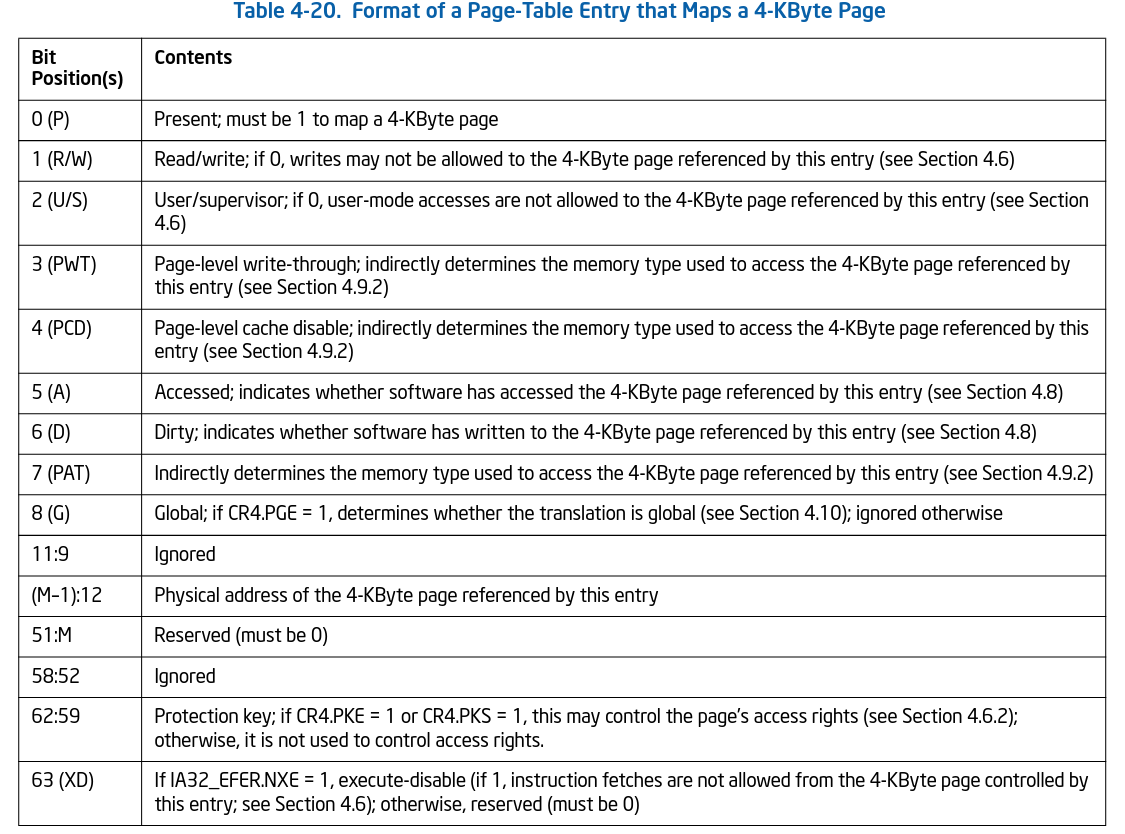 Table 4-20. Format of a Page-Table Entry that Maps a 4-KByte Page
Bit
Position(s)
Contents
0 (P)
Present; must be 1 to map a 4-KByte page
1 (R/W)
Read/write; if 0, writes may not be allowed to the 4-KByte page referenced by this entry (see Section 4.6)
2 (U/S)
User/supervisor; if 0, user-mode accesses are not allowed to the 4-KByte page referenced by this entry (see Section
4.6)
3 (PWT)
Page-level write-through; indirectly determines the memory type used to access the 4-KByte page referenced by
this entry (see Section 4.9.2)
4 (PCD)
Page-level cache disable; indirectly determines the memory type used to access the 4-KByte page referenced by this
entry (see Section 4.9.2)
5 (A)
Accessed; indicates whether software has accessed the 4-KByte page referenced by this entry (see Section 4.8)
6 (D)
Dirty; indicates whether software has written to the 4-KByte page referenced by this entry (see Section 4.8)
7 (PAT)
Indirectly determines the memory type used to access the 4-KByte page referenced by this entry (see Section 4.9.2)
8 (G)
Global; if CR4.PGE = 1, determines whether the translation is global (see Section 4.10); ignored otherwise
11:9
Ignored
(M–1):12
Physical address of the 4-KByte page referenced by this entry
51:M
Reserved (must be 0)
58:52
Ignored
62:59
Protection key; if CR4.PKE = 1 or CR4.PKS = 1, this may control the page's access rights (see Section 4.6.2);
otherwise, it is not used to control access rights.
63 (XD)
If IA32_EFER.NXE = 1, execute-disable (if 1, instruction fetches are not allowed from the 4-KByte page controlled by
this entry; see Section 4.6); otherwise, reserved (must be 0)